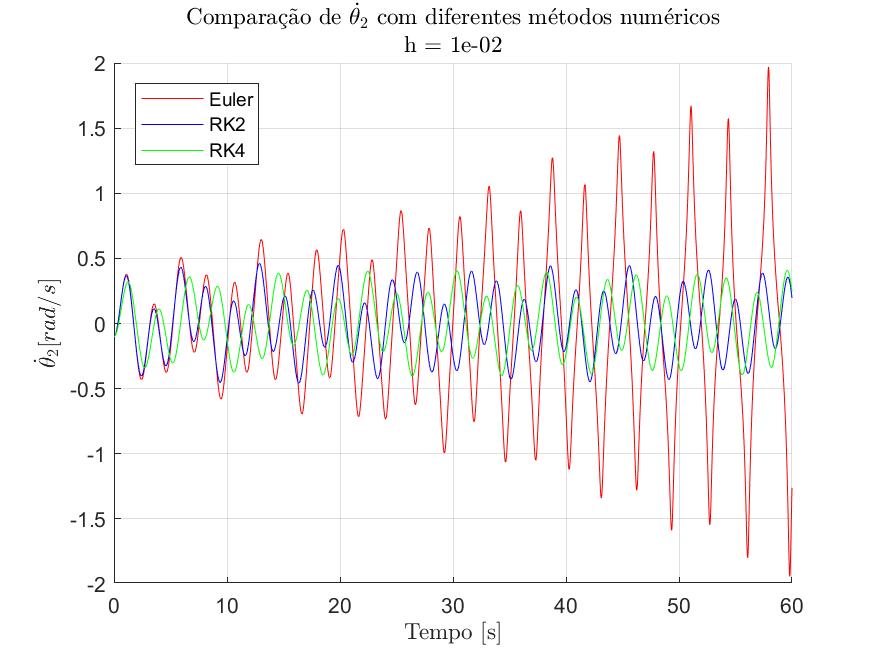 Comparação de θ̇₂ com diferentes métodos numéricos
h = 1e-02
Euler
RK2
RK4
2
1.5
1
0.5
0
-0.5
-1
-1.5
-2
θ̇₂[rad/s]
0 10 20 30 40 50 60
Tempo [s]